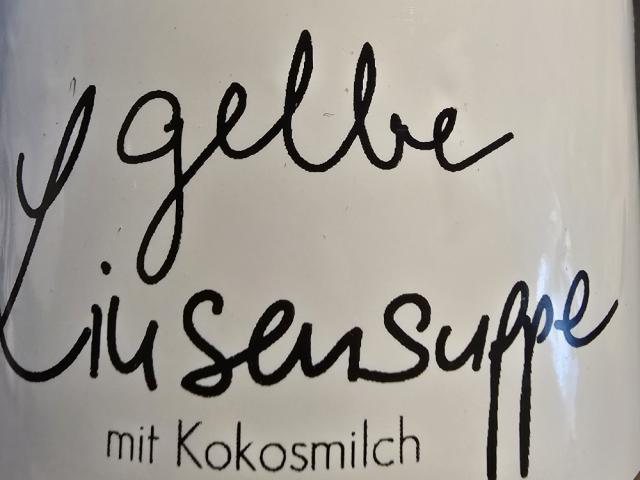 gelbe
Linsensuppe
mit Kokosmilch